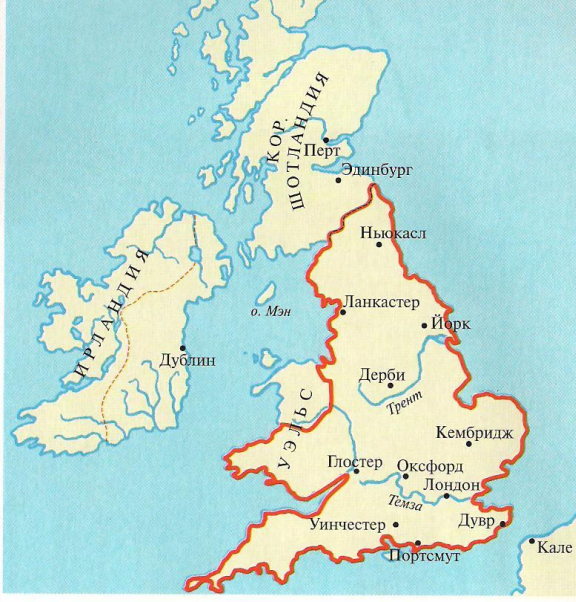 КОР.
ШОТЛАНДИЯ
Перт
Эдинбург
Ньюкасл
о. Мэн
Ланкастер
Йорк
ИРЛАНДИЯ
Дублин
Дерби
Трент
УЭЛЬС
Кембридж
Глостер
Оксфорд
Лондон
Темза
Уинчестер
Дувр
Портсмут
Кале